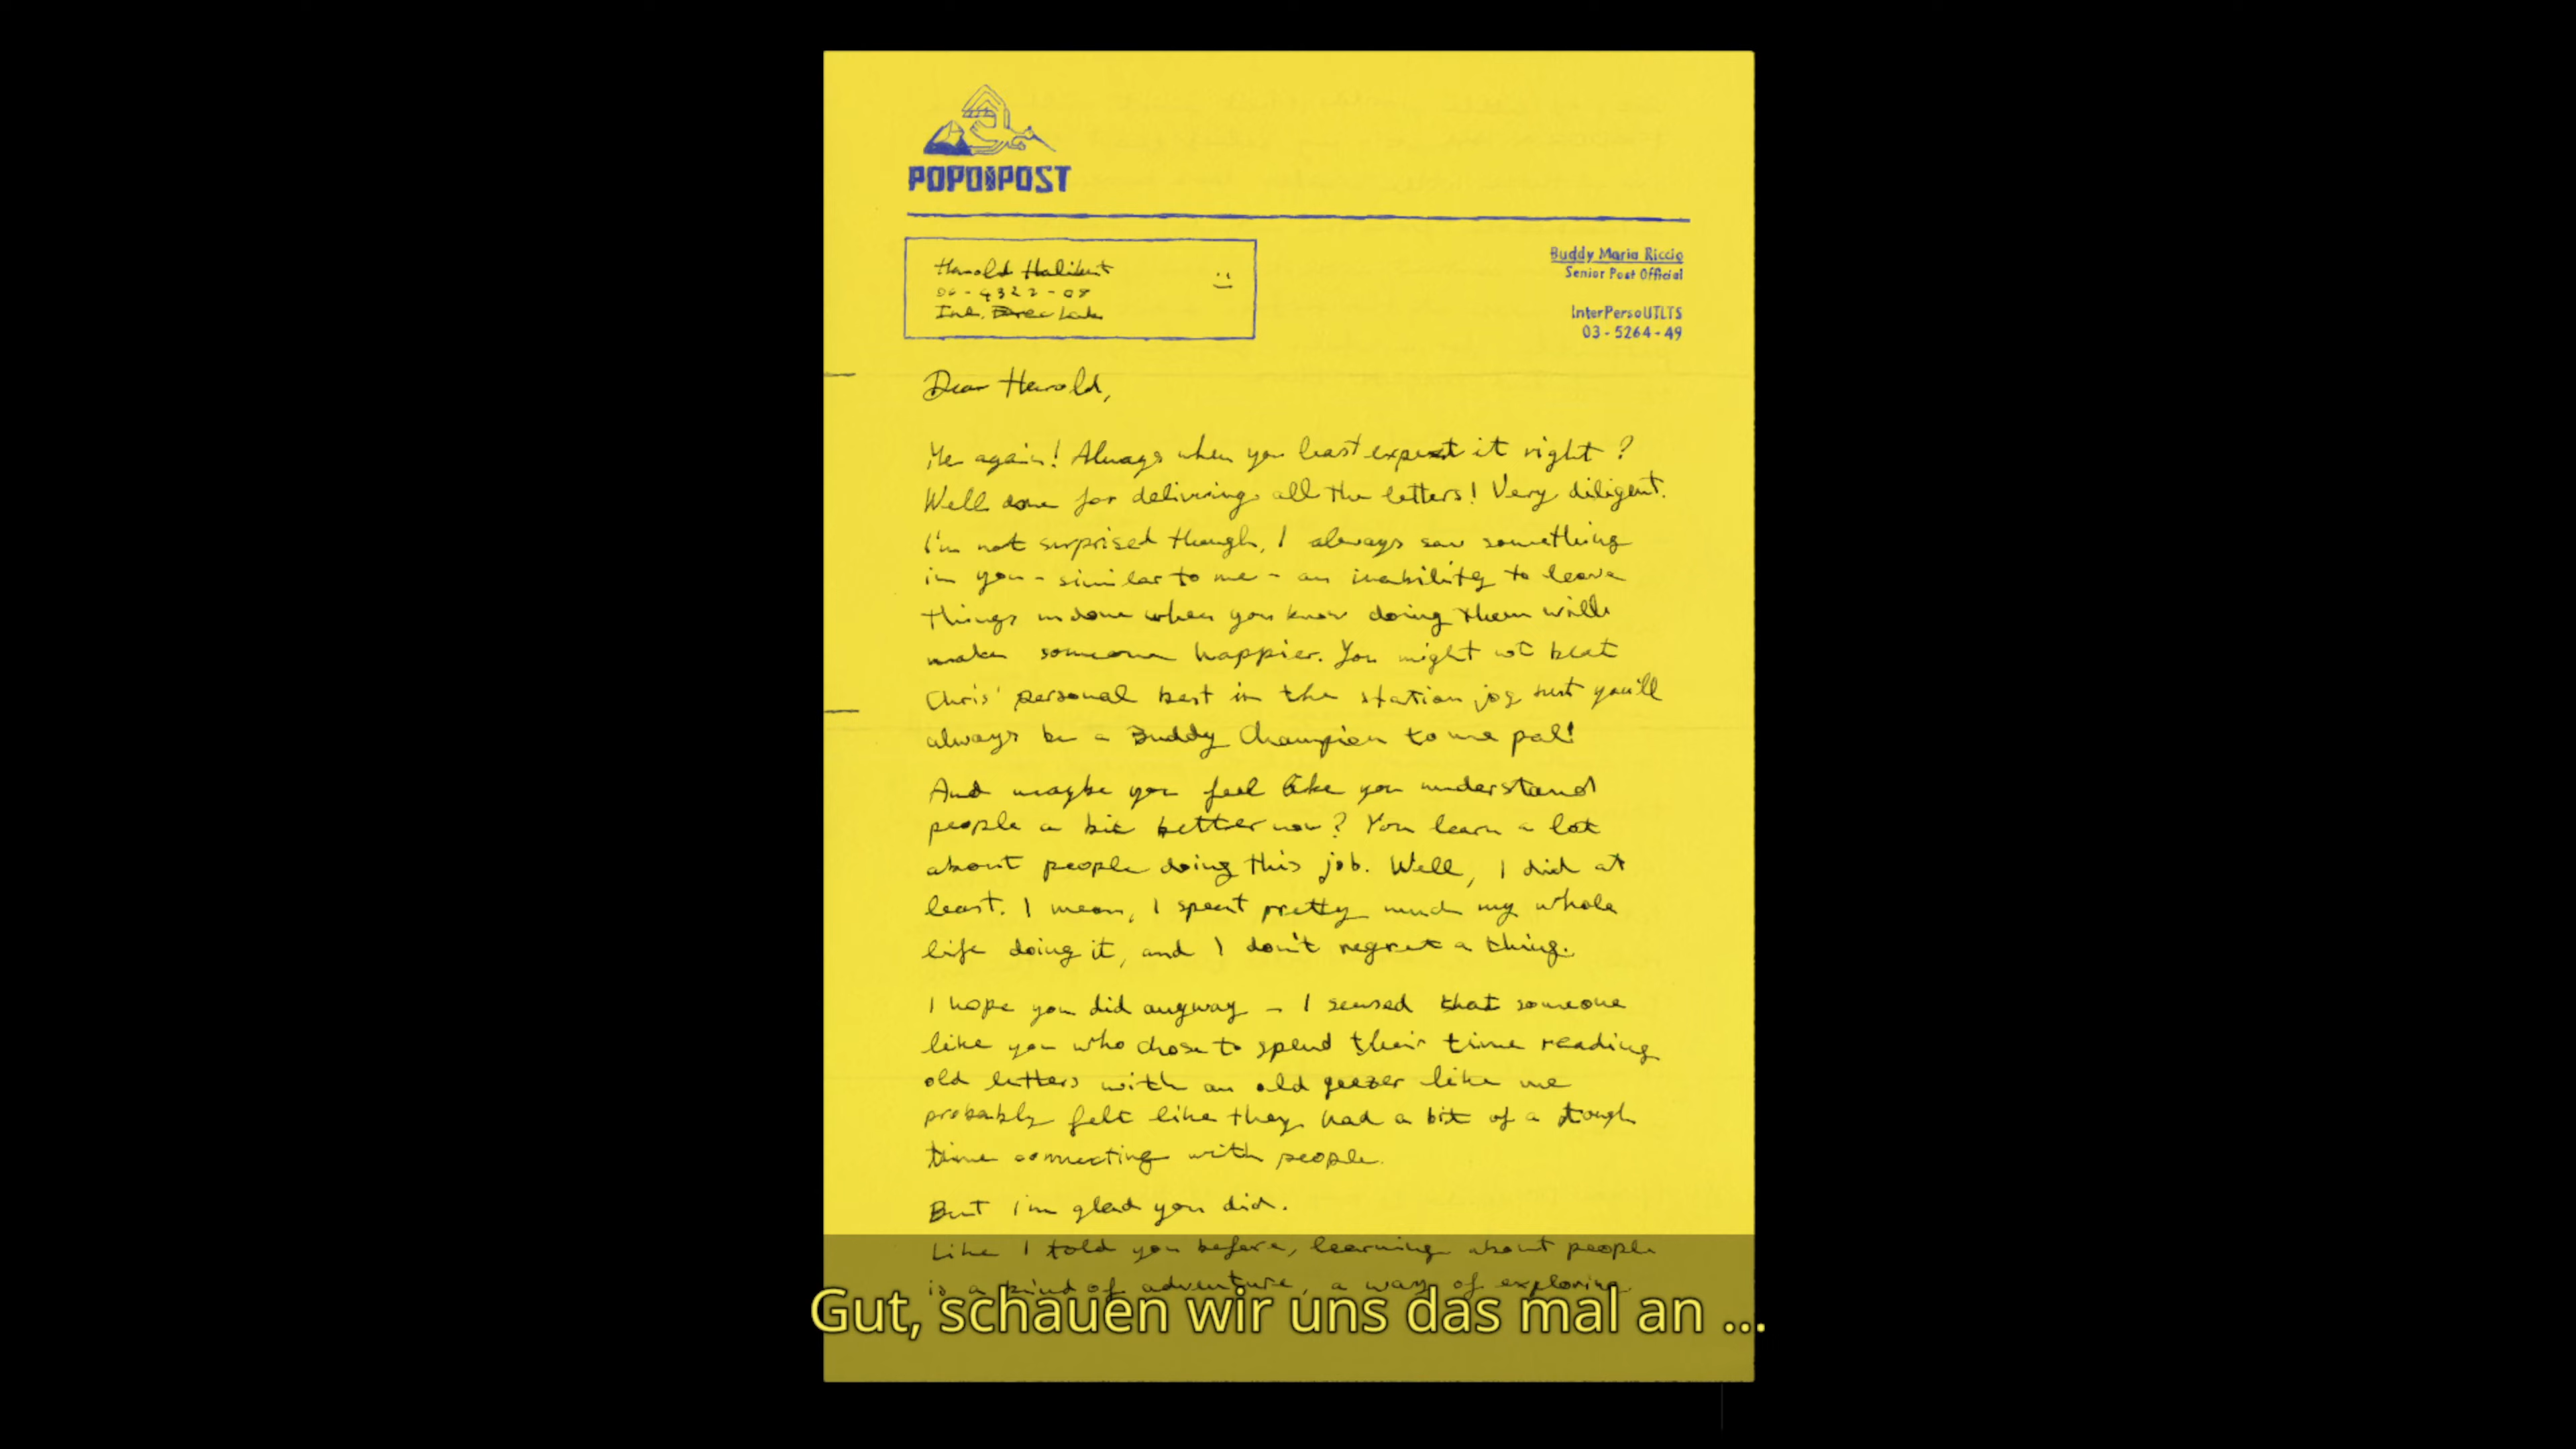 POPOPOST
Buddy Maria Riccio
Senior Post Official
InterPersoUTLTS
03-5264-49
Harold Halibut
00-4322-08
Dear Harold,
Me again! Always when you least expect it right?
Well done for delivering all the letters! Very diligent.
I'm not surprised though, I always saw something
in you - similar to me - an inability to leave
things undone when you know doing them will
make someone happier. You might not beat
Chris' personal best in the station jog but you'll
always be a Buddy Champion to me pal!
And maybe you feel like you understand
people a bit better now? You learn a lot
about people doing this job. Well, I did at
least. I mean, I spent pretty much my whole
life doing it, and I don't regret a thing.
I hope you did anyway - I sensed that someone
like you who chose to spend their time reading
old letters with an old geezer like me
probably felt like they had a bit of a tough
time connecting with people.
But I'm glad you did.
Like I told you before, learning about people
is a kind of adventure, a way of exploring.
Gut, schauen wir uns das mal an ...